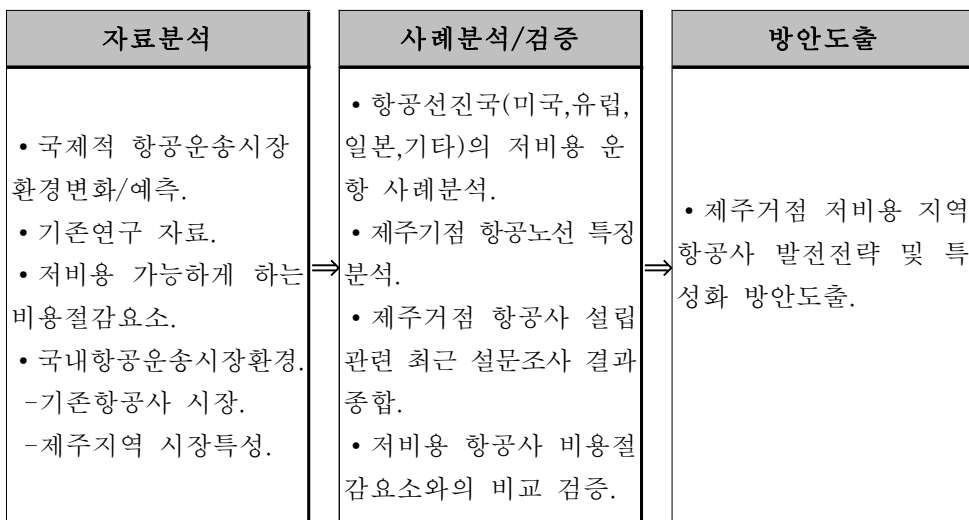 자료분석
• 국제적 항공운송시장
환경변화/예측.
• 기존연구 자료.
• 저비용 가능하게 하는
비용절감요소.
• 국내항공운송시장환경.
-기존항공사 시장.
-제주지역 시장특성.
⇒
사례분석/검증
• 항공선진국(미국,유럽,
일본,기타)의 저비용 운
항 사례분석.
• 제주기점 항공노선 특징
분석.
• 제주거점 항공사 설립
관련 최근 설문조사 결과
종합.
• 저비용 항공사 비용절
감요소와의 비교 검증.
⇒
방안도출
• 제주거점 저비용 지역
항공사 발전전략 및 특
성화 방안도출.